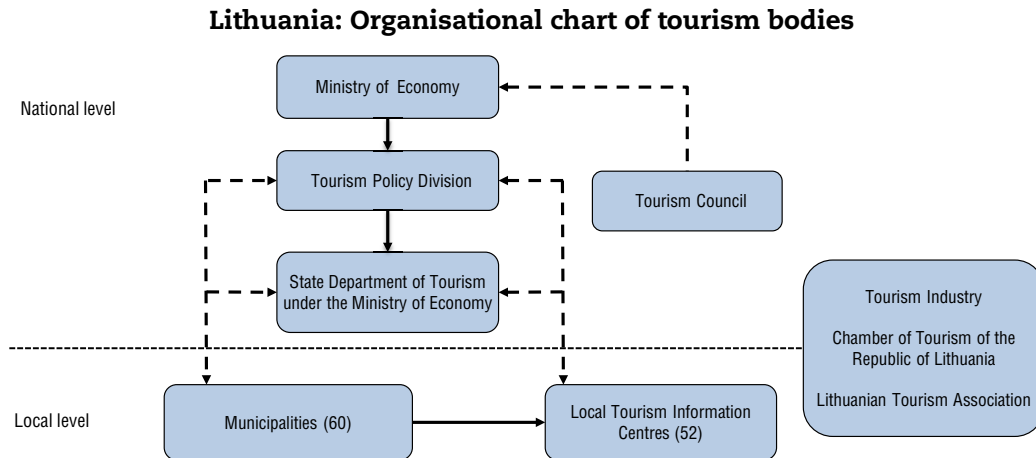 Lithuania: Organisational chart of tourism bodies
Ministry of Economy
National level
Tourism Policy Division
Tourism Council
State Department of Tourism
under the Ministry of Economy
Tourism Industry
Chamber of Tourism of the
Republic of Lithuania
Lithuanian Tourism Association
Local level
Municipalities (60)
Local Tourism Information
Centres (52)